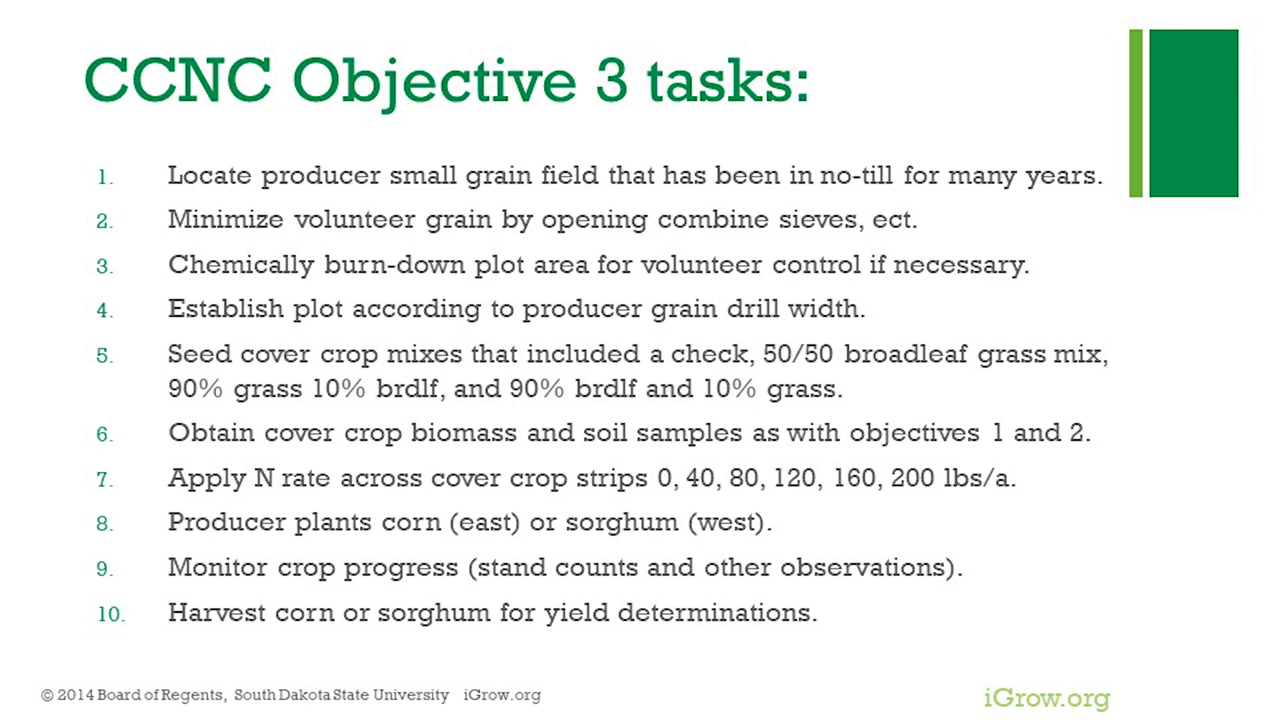 CCNC Objective 3 tasks:
1. Locate producer small grain field that has been in no-till for many years.
2. Minimize volunteer grain by opening combine sieves, ect.
3. Chemically burn-down plot area for volunteer control if necessary.
4. Establish plot according to producer grain drill width.
5. Seed cover crop mixes that included a check, 50/50 broadleaf grass mix,
90% grass 10% brdlf, and 90% brdlf and 10% grass.
6. Obtain cover crop biomass and soil samples as with objectives 1 and 2.
7. Apply N rate across cover crop strips 0, 40, 80, 120, 160, 200 lbs/a.
8. Producer plants corn (east) or sorghum (west).
9. Monitor crop progress (stand counts and other observations).
10. Harvest corn or sorghum for yield determinations.
© 2014 Board of Regents, South Dakota State University iGrow.org
iGrow.org